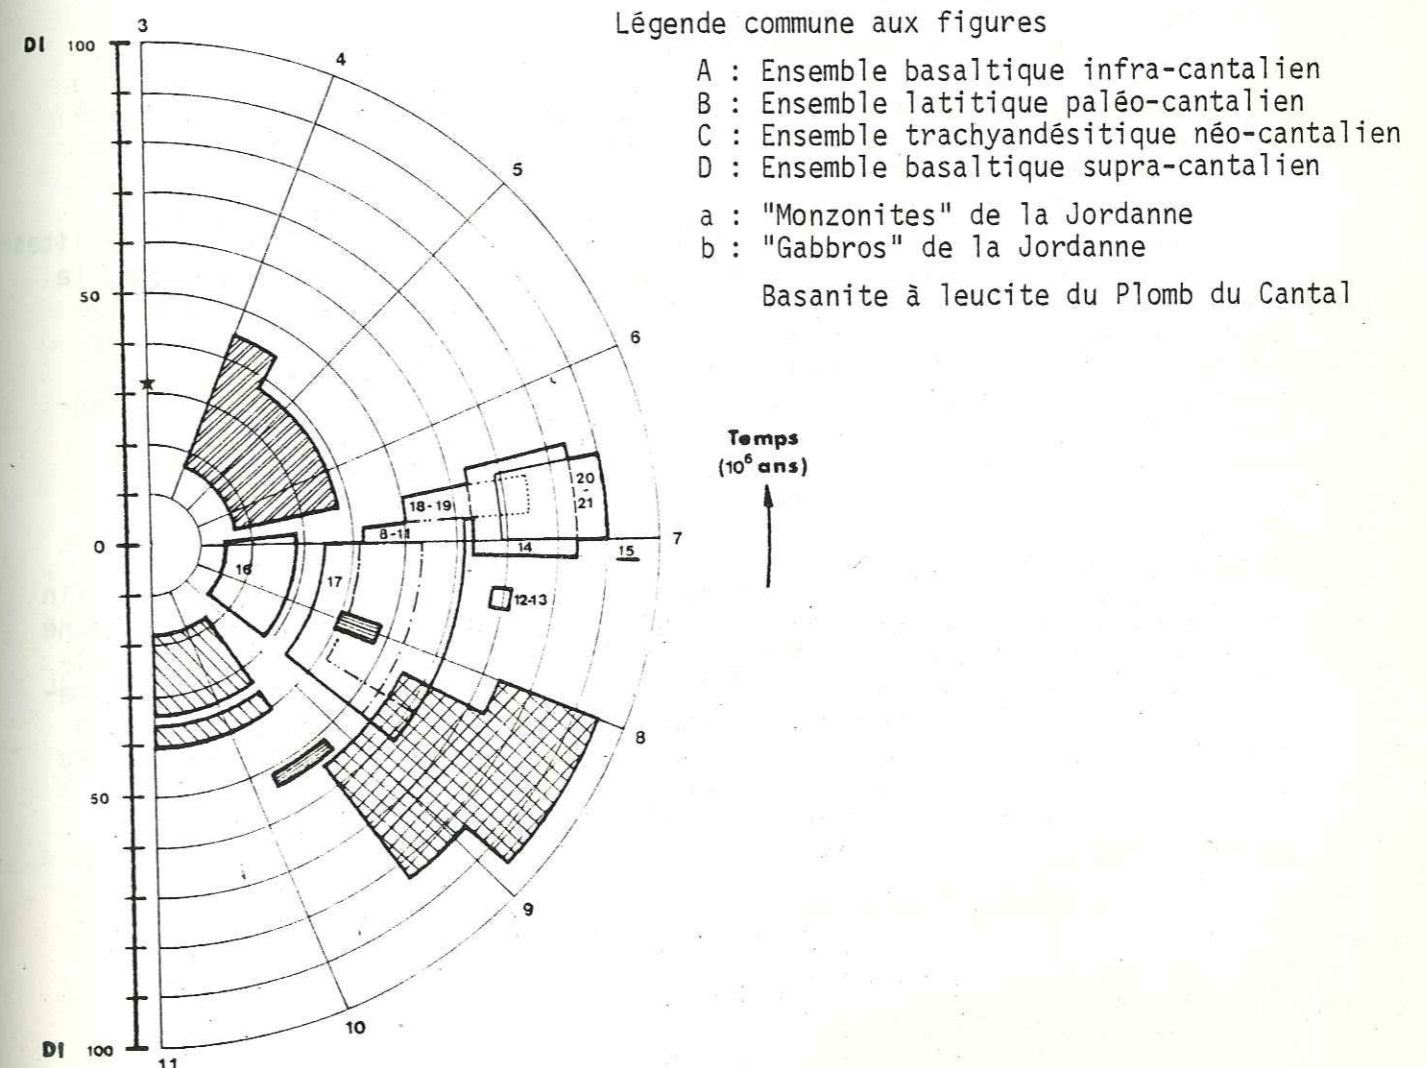 Légende commune aux figures
A : Ensemble basaltique infra-cantalien
B : Ensemble latitique paléo-cantalien
C : Ensemble trachyandésitique néo-cantalien
D : Ensemble basaltique supra-cantalien
a : "Monzonites" de la Jordanne
b : "Gabbros" de la Jordanne
Basanite à leucite du Plomb du Cantal
3
DI 100
4
5
50
6
Temps
(10⁶ ans)
20
21
18-19
8-11
0
14
15
7
16
17
12-13
8
50
9
10
DI 100
11